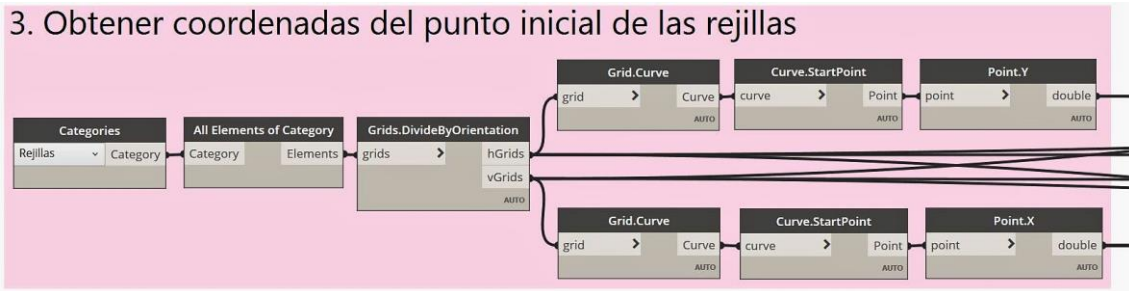 3. Obtener coordenadas del punto inicial de las rejillas
Grid.Curve
grid > Curve
AUTO
Curve.StartPoint
curve > Point
AUTO
Point.Y
point > double
AUTO
Categories
Rejillas Category
All Elements of Category
Category Elements
Grids.DivideByOrientation
grids > hGrids
vGrids
AUTO
Grid.Curve
grid > Curve
AUTO
Curve.StartPoint
curve > Point
AUTO
Point.X
point > double
AUTO